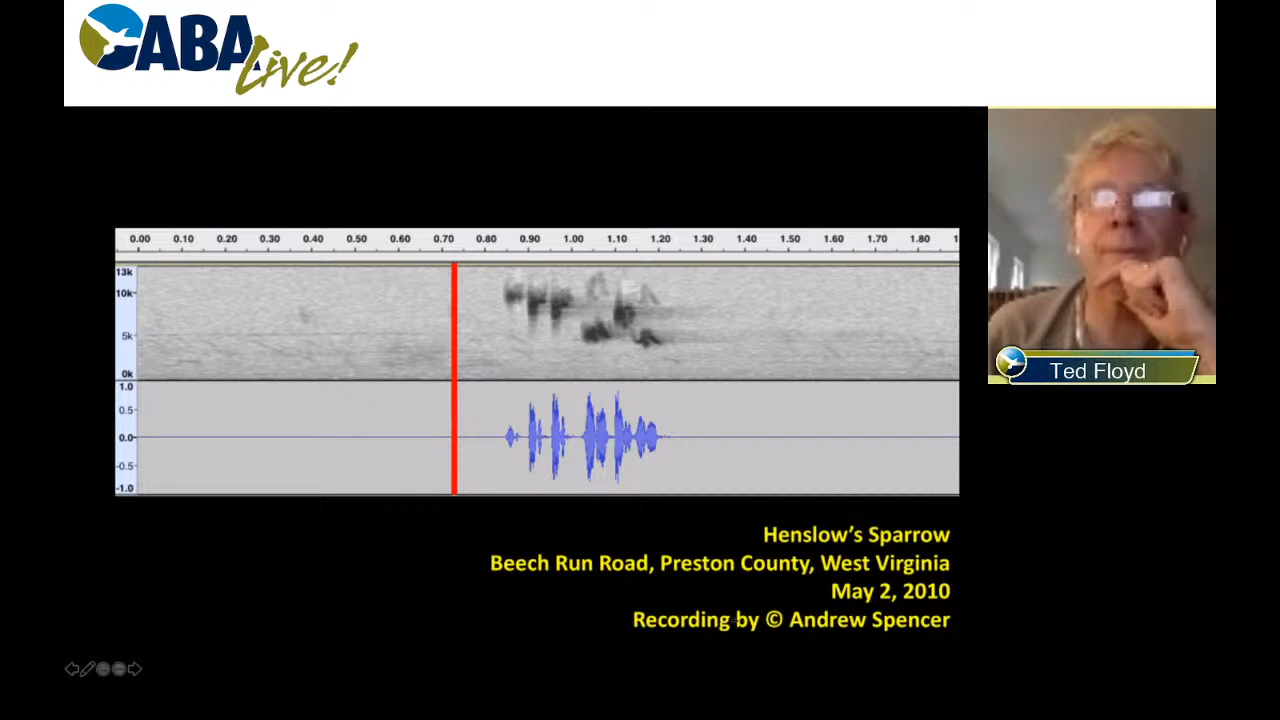 ABA
Live!
0.00 0.10 0.20 0.30 0.40 0.50 0.60 0.70 0.80 0.90 1.00 1.10 1.20 1.30 1.40 1.50 1.60 1.70 1.80 1
13k
10k
5k
0k
1.0
0.5
0.0
-0.5
-1.0
Ted Floyd
Henslow's Sparrow
Beech Run Road, Preston County, West Virginia
May 2, 2010
Recording by © Andrew Spencer